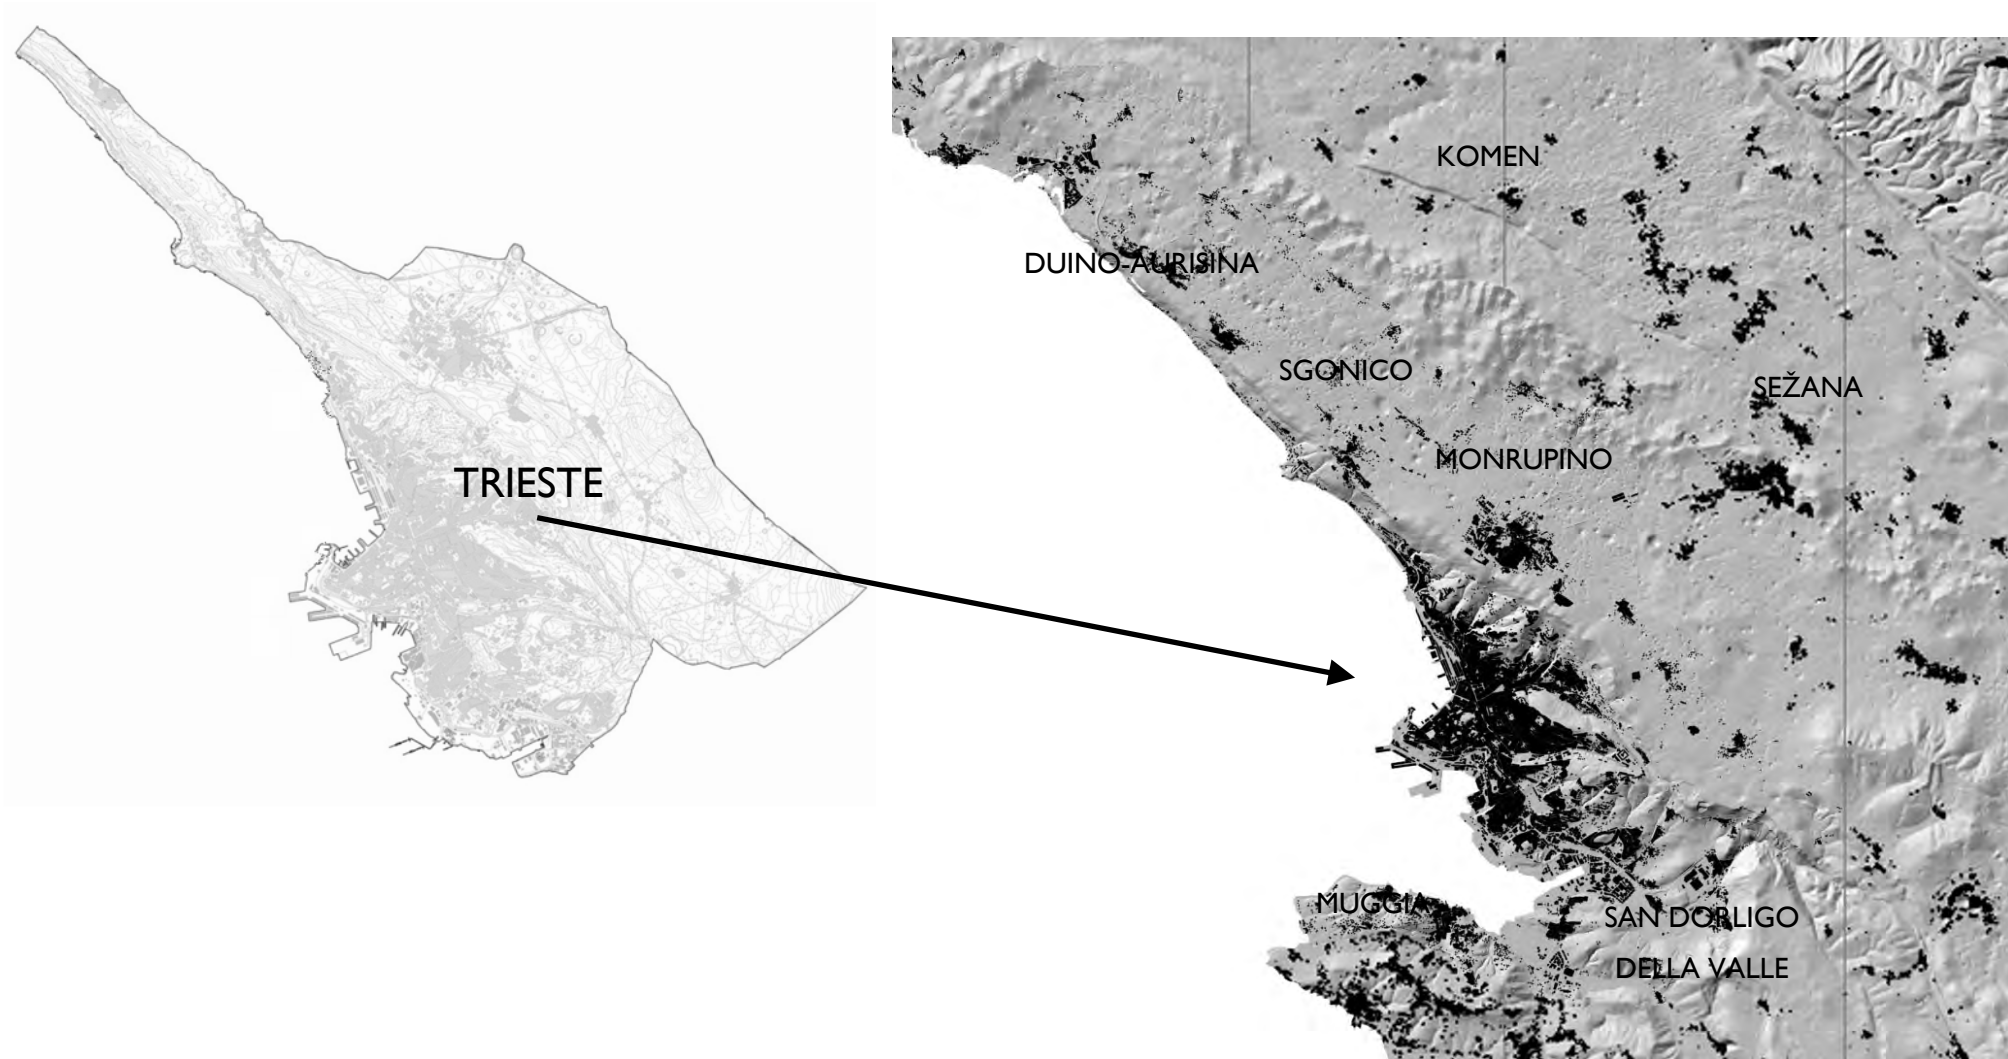 TRIESTE
KOMEN
DUINO-AURISINA
SGONICO
SEŽANA
MONRUPINO
MUGGIA
SAN DORLIGO
DELLA VALLE